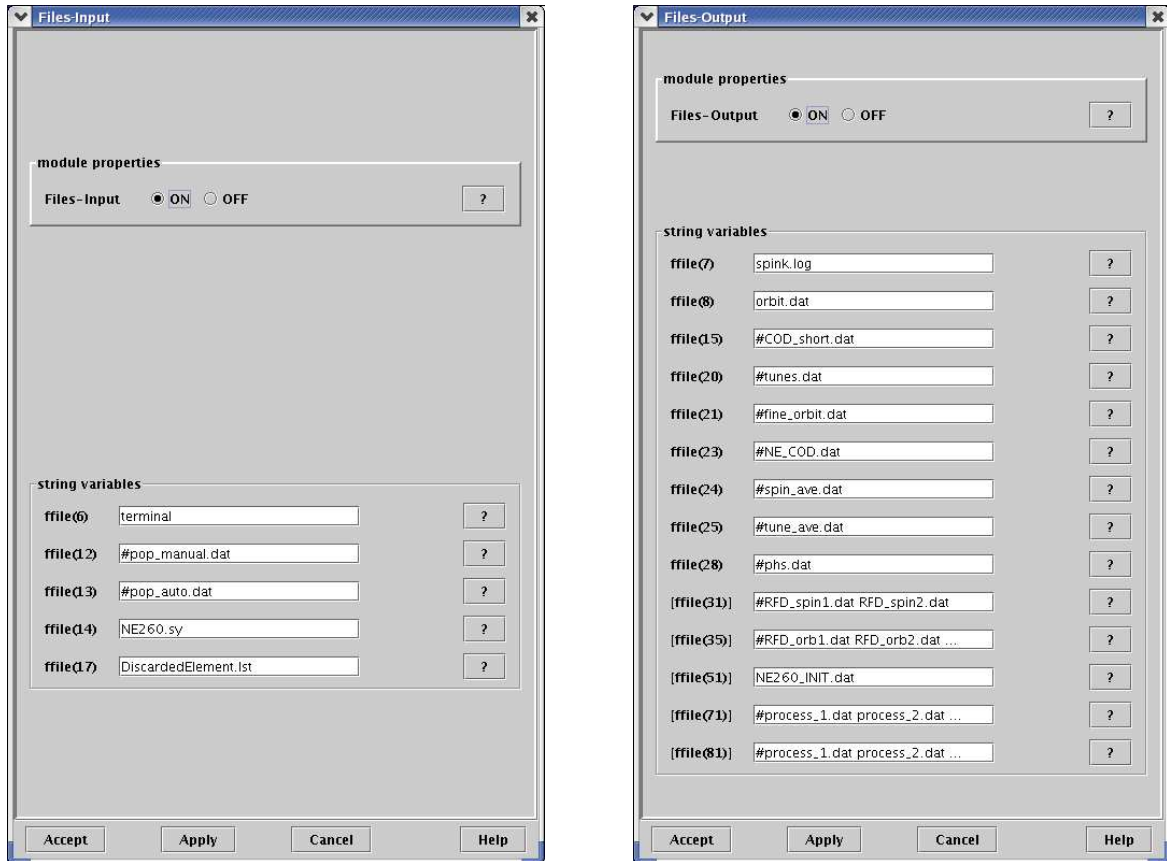 Files-Input
module properties
Files-Input ON OFF ?
string variables
ffile(6) terminal ?
ffile(12) #pop_manual.dat ?
ffile(13) #pop_auto.dat ?
ffile(14) NE260.sy ?
ffile(17) DiscardedElement.lst ?
Accept Apply Cancel Help
Files-Output
module properties
Files-Output ON OFF ?
string variables
ffile(7) spink.log ?
ffile(8) orbit.dat ?
ffile(15) #COD_short.dat ?
ffile(20) #tunes.dat ?
ffile(21) #fine_orbit.dat ?
ffile(23) #NE_COD.dat ?
ffile(24) #spin_ave.dat ?
ffile(25) #tune_ave.dat ?
ffile(28) #phs.dat ?
[ffile(31)] #RFD_spin1.dat RFD_spin2.dat ?
[ffile(35)] #RFD_orb1.dat RFD_orb2.dat ... ?
[ffile(51)] NE260_INIT.dat ?
[ffile(71)] #process_1.dat process_2.dat ... ?
[ffile(81)] #process_1.dat process_2.dat ... ?
Accept Apply Cancel Help